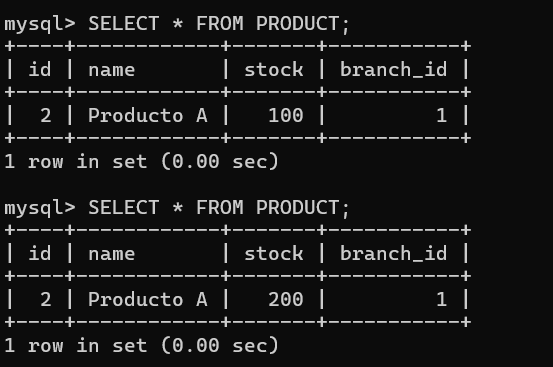 mysql> SELECT * FROM PRODUCT;
+----+------------+-------+-----------+
| id | name       | stock | branch_id |
+----+------------+-------+-----------+
|  2 | Producto A |   100 |         1 |
+----+------------+-------+-----------+
1 row in set (0.00 sec)

mysql> SELECT * FROM PRODUCT;
+----+------------+-------+-----------+
| id | name       | stock | branch_id |
+----+------------+-------+-----------+
|  2 | Producto A |   200 |         1 |
+----+------------+-------+-----------+
1 row in set (0.00 sec)